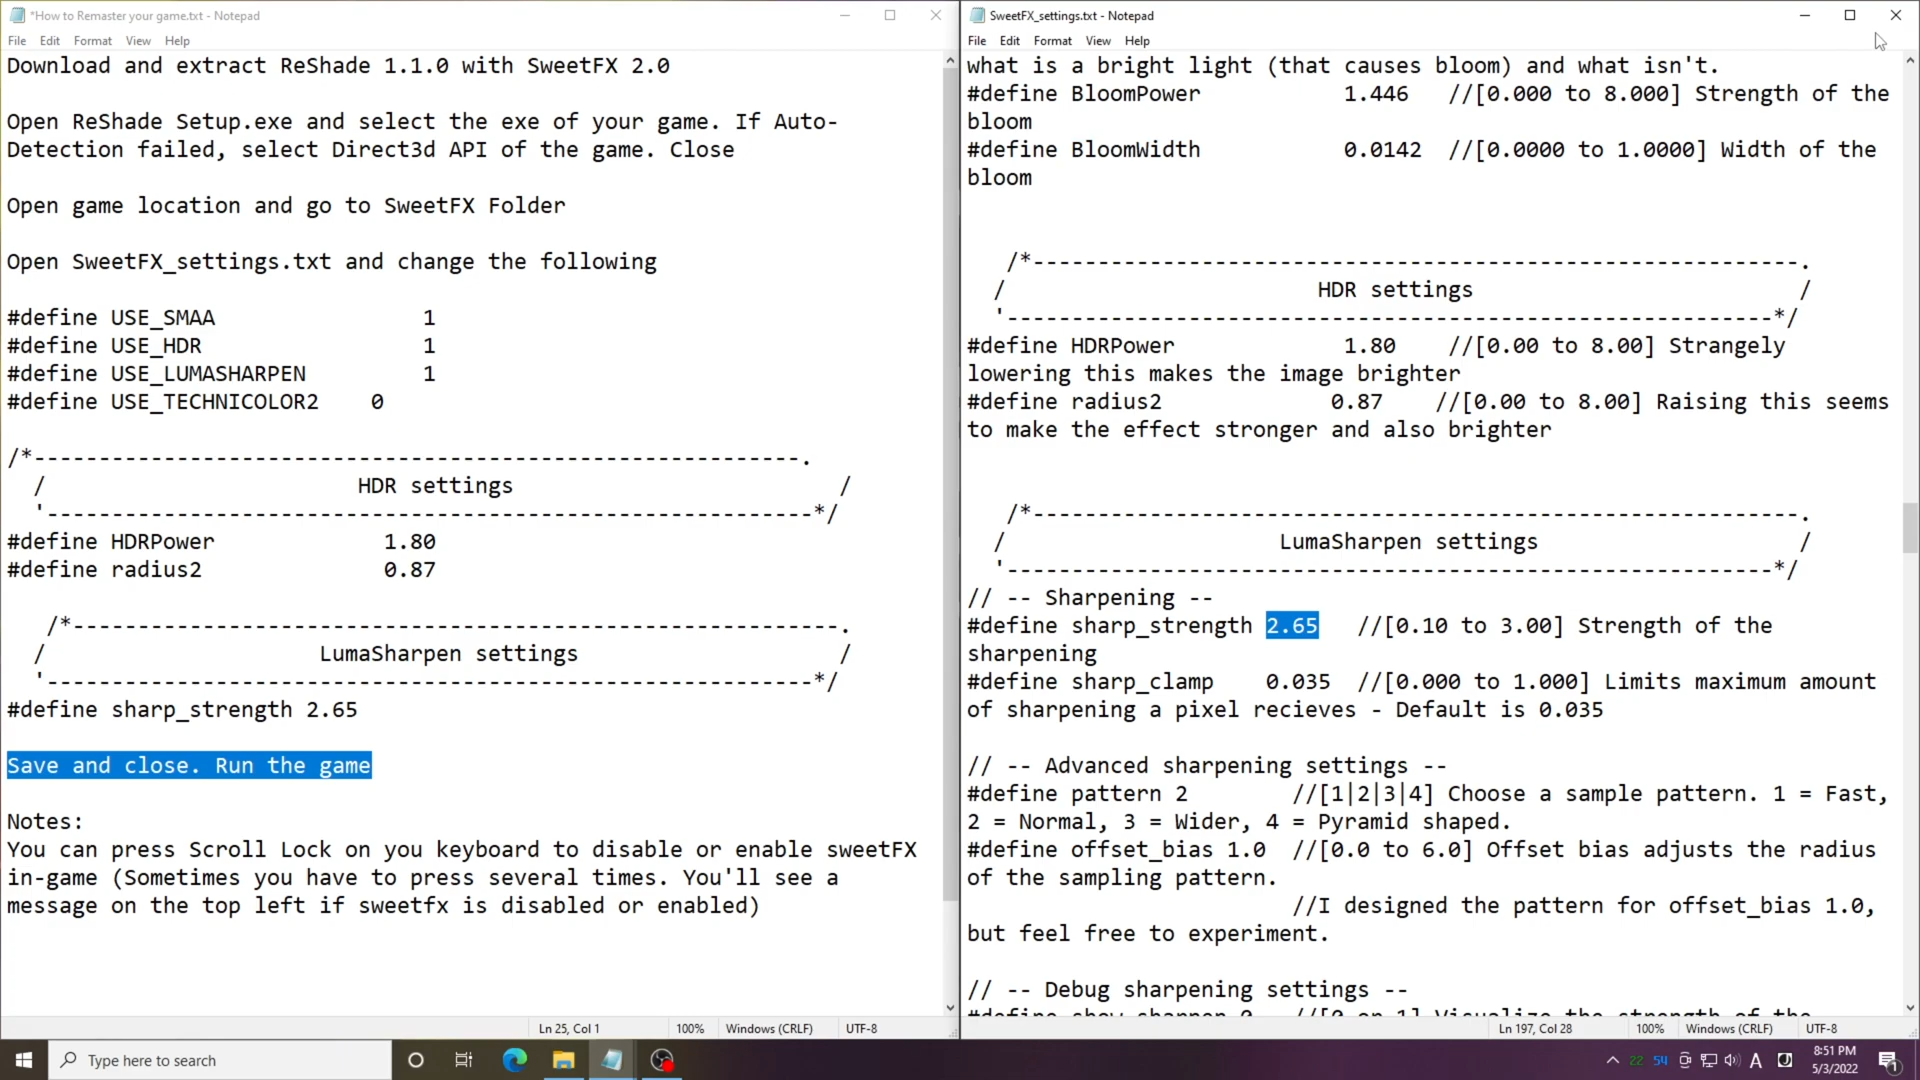 *How to Remaster your game.txt - Notepad
File Edit Format View Help
Download and extract ReShade 1.1.0 with SweetFX 2.0
Open ReShade Setup.exe and select the exe of your game. If Auto-
Detection failed, select Direct3d API of the game. Close
Open game location and go to SweetFX Folder
Open SweetFX_settings.txt and change the following
#define USE_SMAA 1
#define USE_HDR 1
#define USE_LUMASHARPEN 1
#define USE_TECHNICOLOR2 0
/*-----------------------------------------------------------.
/ HDR settings /
'-----------------------------------------------------------*/
#define HDRPower 1.80
#define radius2 0.87
/*-----------------------------------------------------------.
/ LumaSharpen settings /
'-----------------------------------------------------------*/
#define sharp_strength 2.65
Save and close. Run the game
Notes:
You can press Scroll Lock on you keyboard to disable or enable sweetFX
in-game (Sometimes you have to press several times. You'll see a
message on the top left if sweetfx is disabled or enabled)
Ln 25, Col 1 100% Windows (CRLF) UTF-8
SweetFX_settings.txt - Notepad
File Edit Format View Help
what is a bright light (that causes bloom) and what isn't.
#define BloomPower 1.446 //[0.000 to 8.000] Strength of the
bloom
#define BloomWidth 0.0142 //[0.0000 to 1.0000] Width of the
bloom
/*-----------------------------------------------------------.
/ HDR settings /
'-----------------------------------------------------------*/
#define HDRPower 1.80 //[0.00 to 8.00] Strangely
lowering this makes the image brighter
#define radius2 0.87 //[0.00 to 8.00] Raising this seems
to make the effect stronger and also brighter
/*-----------------------------------------------------------.
/ LumaSharpen settings /
'-----------------------------------------------------------*/
// -- Sharpening --
#define sharp_strength 2.65 //[0.10 to 3.00] Strength of the
sharpening
#define sharp_clamp 0.035 //[0.000 to 1.000] Limits maximum amount
of sharpening a pixel recieves - Default is 0.035
// -- Advanced sharpening settings --
#define pattern 2 //[1|2|3|4] Choose a sample pattern. 1 = Fast,
2 = Normal, 3 = Wider, 4 = Pyramid shaped.
#define offset_bias 1.0 //[0.0 to 6.0] Offset bias adjusts the radius
of the sampling pattern.
//I designed the pattern for offset_bias 1.0,
but feel free to experiment.
// -- Debug sharpening settings --
#define show_sharpen 0 //[0 or 1] Visualize the strength of the
Ln 197, Col 28 100% Windows (CRLF) UTF-8
Type here to search
22 54 A
8:51 PM
5/3/2022
1